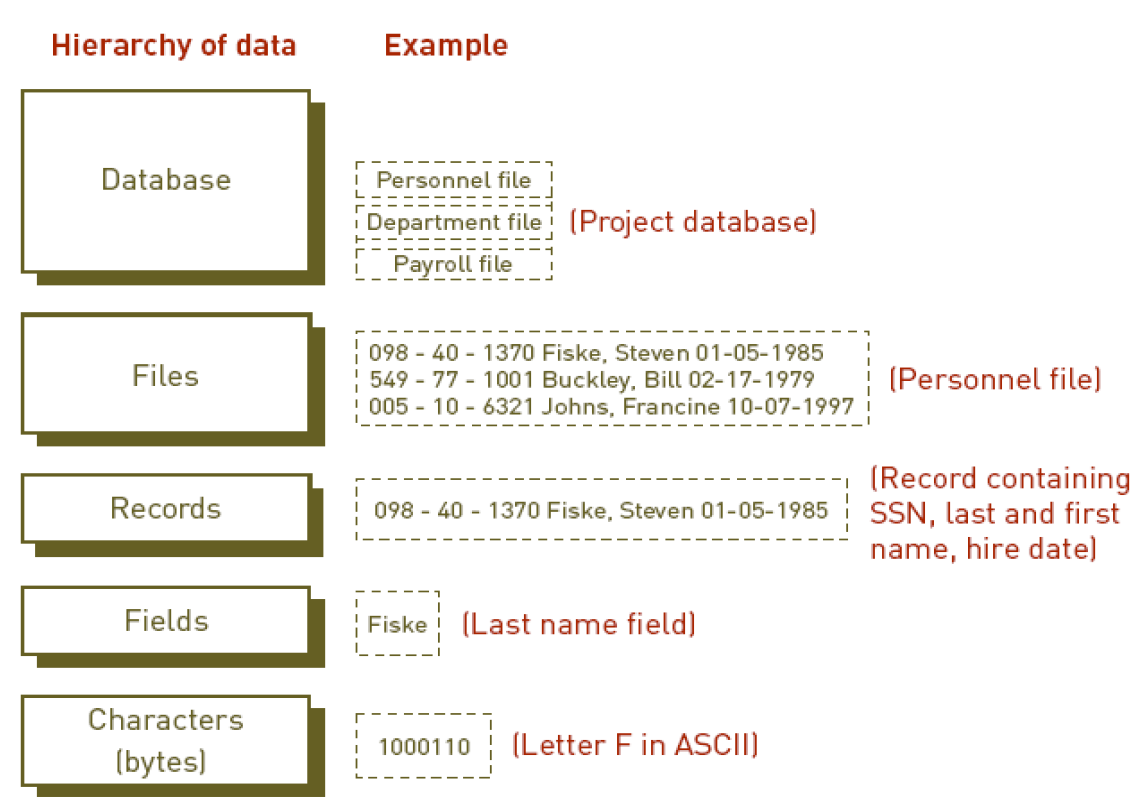 Hierarchy of data
Example
Database
Personnel file
Department file
Payroll file
(Project database)
Files
098 - 40 - 1370 Fiske, Steven 01-05-1985
549 - 77 - 1001 Buckley, Bill 02-17-1979
005 - 10 - 6321 Johns, Francine 10-07-1997
(Personnel file)
Records
098 - 40 - 1370 Fiske, Steven 01-05-1985
(Record containing
SSN, last and first
name, hire date)
Fields
Fiske
(Last name field)
Characters
(bytes)
1000110
(Letter F in ASCII)